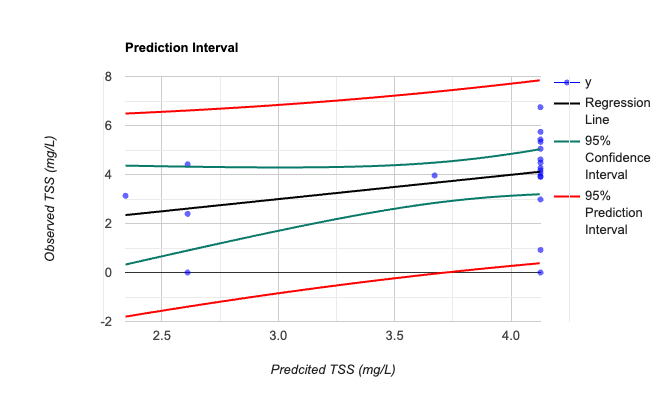 Prediction Interval
8
6
4
2
0
-2
2.5
3.0
3.5
4.0
Observed TSS (mg/L)
Predcited TSS (mg/L)
y
Regression
Line
95%
Confidence
Interval
95%
Prediction
Interval